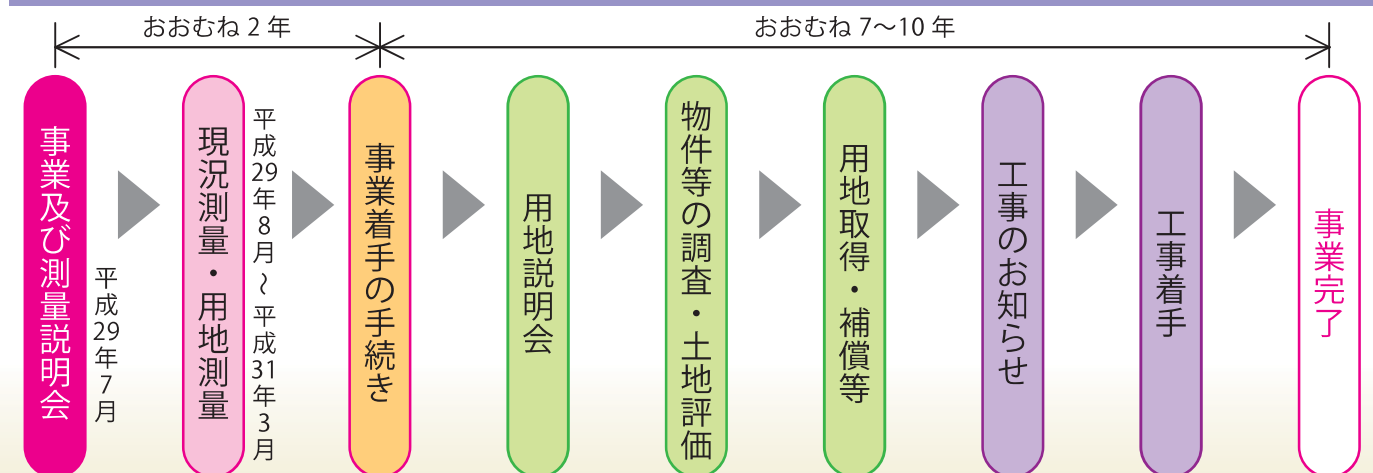 おおむね 2 年
おおむね 7～10 年
事業及び測量説明会
平成29年7月
現況測量・用地測量
平成29年8月～平成31年3月
事業着手の手続き
用地説明会
物件等の調査・土地評価
用地取得・補償等
工事のお知らせ
工事着手
事業完了